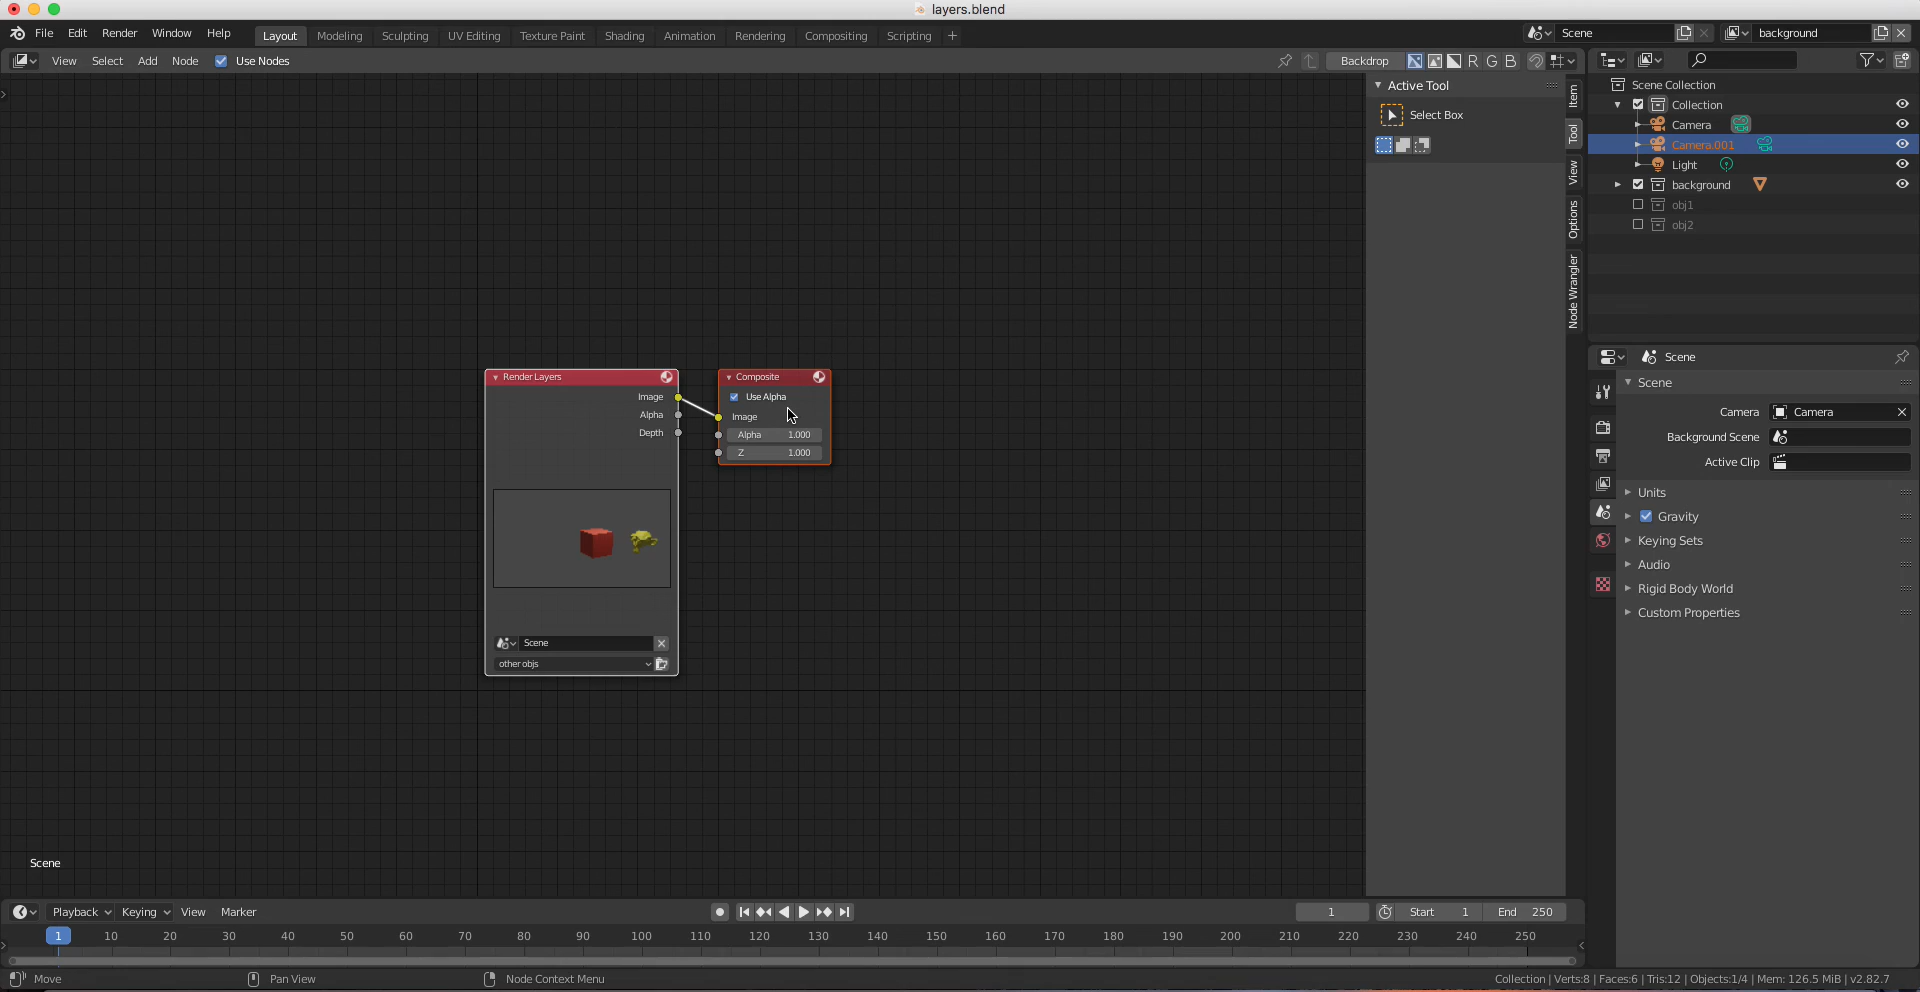 layers.blend
File Edit Render Window Help Layout Modeling Sculpting UV Editing Texture Paint Shading Animation Rendering Compositing Scripting + Scene background
View Select Add Node Use Nodes Backdrop R G B
Active Tool
Select Box
Item
Tool
View
Options
Node Wrangler
Scene Collection
Collection
Camera
Camera.001
Light
background
obj1
obj2
Scene
Scene
Camera Camera
Background Scene
Active Clip
Units
Gravity
Keying Sets
Audio
Rigid Body World
Custom Properties
Render Layers
Image
Alpha
Depth
Scene
other objs
Composite
Use Alpha
Image
Alpha 1.000
Z 1.000
Scene
Playback Keying View Marker 1 Start 1 End 250
1 10 20 30 40 50 60 70 80 90 100 110 120 130 140 150 160 170 180 190 200 210 220 230 240 250
Move Pan View Node Context Menu Collection | Verts:8 | Faces:6 | Tris:12 | Objects:1/4 | Mem: 126.5 MiB | v2.82.7